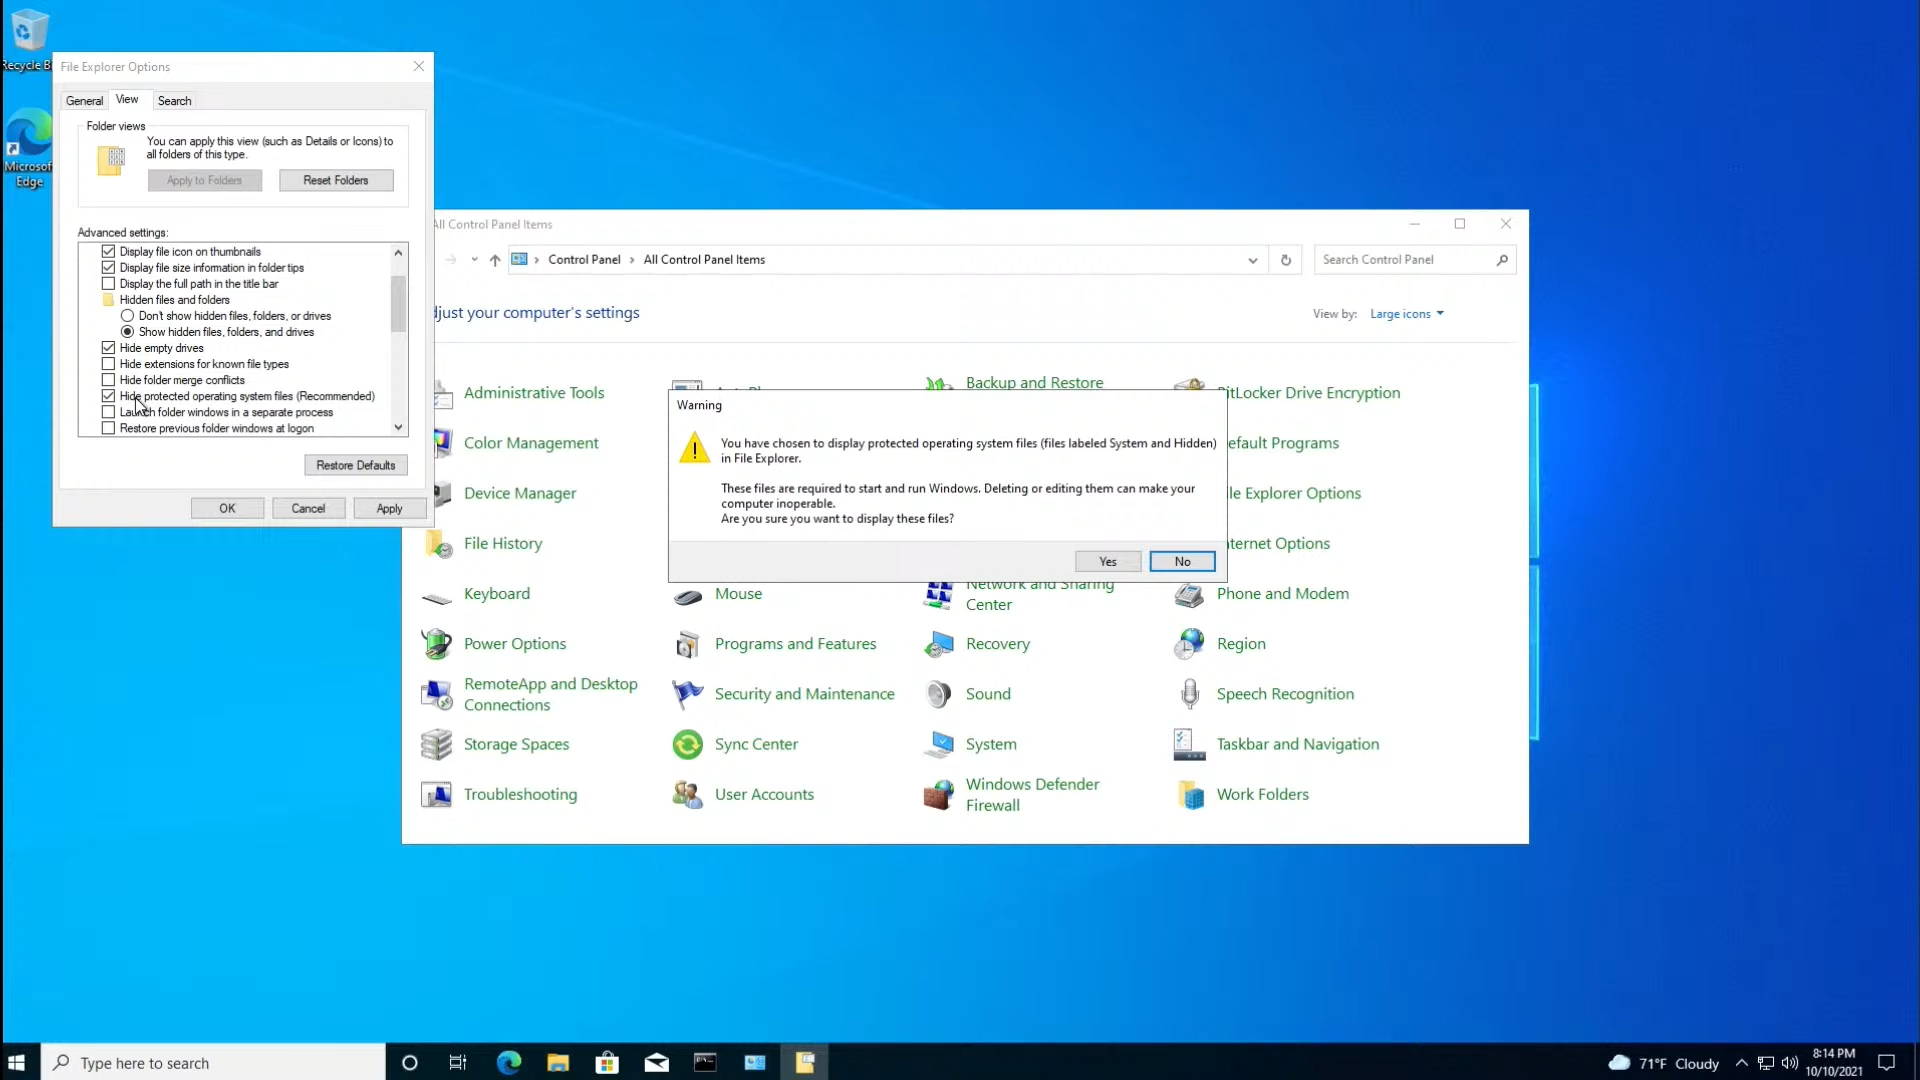 Recycle B
Microsoft
Edge
File Explorer Options
General
View
Search
Folder views
You can apply this view (such as Details or Icons) to
all folders of this type.
Apply to Folders
Reset Folders
Advanced settings:
Display file icon on thumbnails
Display file size information in folder tips
Display the full path in the title bar
Hidden files and folders
Don't show hidden files, folders, or drives
Show hidden files, folders, and drives
Hide empty drives
Hide extensions for known file types
Hide folder merge conflicts
Hide protected operating system files (Recommended)
Launch folder windows in a separate process
Restore previous folder windows at logon
Restore Defaults
OK
Cancel
Apply
All Control Panel Items
Control Panel
All Control Panel Items
Search Control Panel
djust your computer's settings
View by:
Large icons
Administrative Tools
Backup and Restore
BitLocker Drive Encryption
Color Management
efault Programs
Device Manager
le Explorer Options
File History
nternet Options
Warning
You have chosen to display protected operating system files (files labeled System and Hidden)
in File Explorer.
These files are required to start and run Windows. Deleting or editing them can make your
computer inoperable.
Are you sure you want to display these files?
Yes
No
Keyboard
Mouse
Network and Sharing
Center
Phone and Modem
Power Options
Programs and Features
Recovery
Region
RemoteApp and Desktop
Connections
Security and Maintenance
Sound
Speech Recognition
Storage Spaces
Sync Center
System
Taskbar and Navigation
Troubleshooting
User Accounts
Windows Defender
Firewall
Work Folders
Type here to search
71°F Cloudy
8:14 PM
10/10/2021